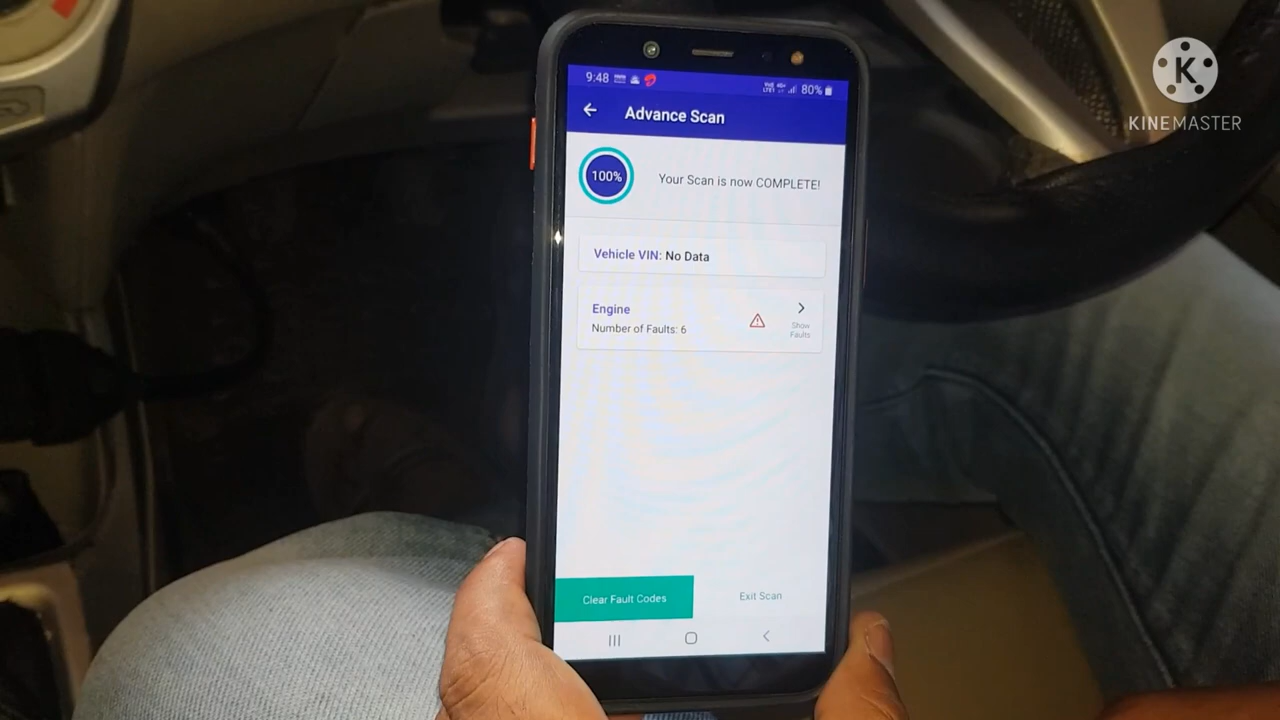 9:48
80%
Advance Scan
100%
Your Scan is now COMPLETE!
Vehicle VIN: No Data
Engine
Number of Faults: 6
Show
Faults
Clear Fault Codes
Exit Scan
K
KINEMASTER